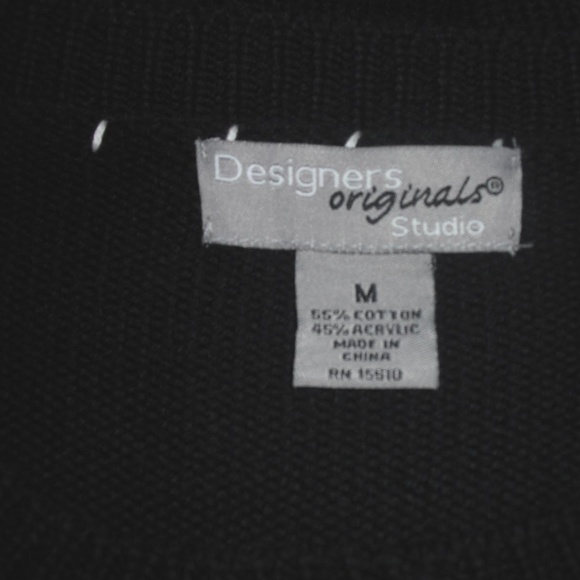 Designers
originals®
Studio
M
55% COTTON
45% ACRYLIC
MADE IN
CHINA
RN 15610